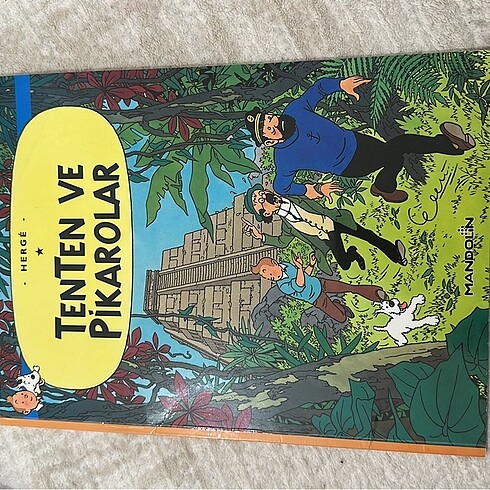 - HERGÉ -
TENTEN VE
PİKAROLAR
MANDOLİN